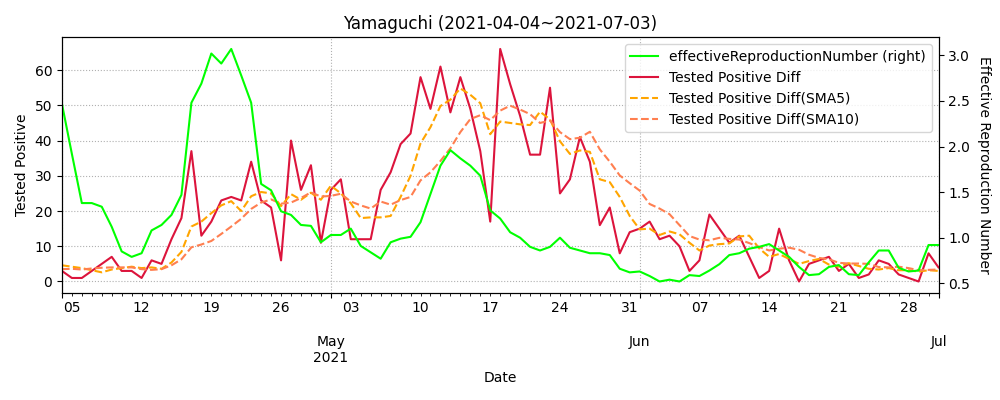 Yamaguchi (2021-04-04~2021-07-03)
effectiveReproductionNumber (right)
Tested Positive Diff
Tested Positive Diff(SMA5)
Tested Positive Diff(SMA10)
Tested Positive
60
50
40
30
20
10
0
3.0
2.5
2.0
1.5
1.0
0.5
Effective Reproduction Number
05 12 19 26 03 10 17 24 31 07 14 21 28
May Jun Jul
2021
Date